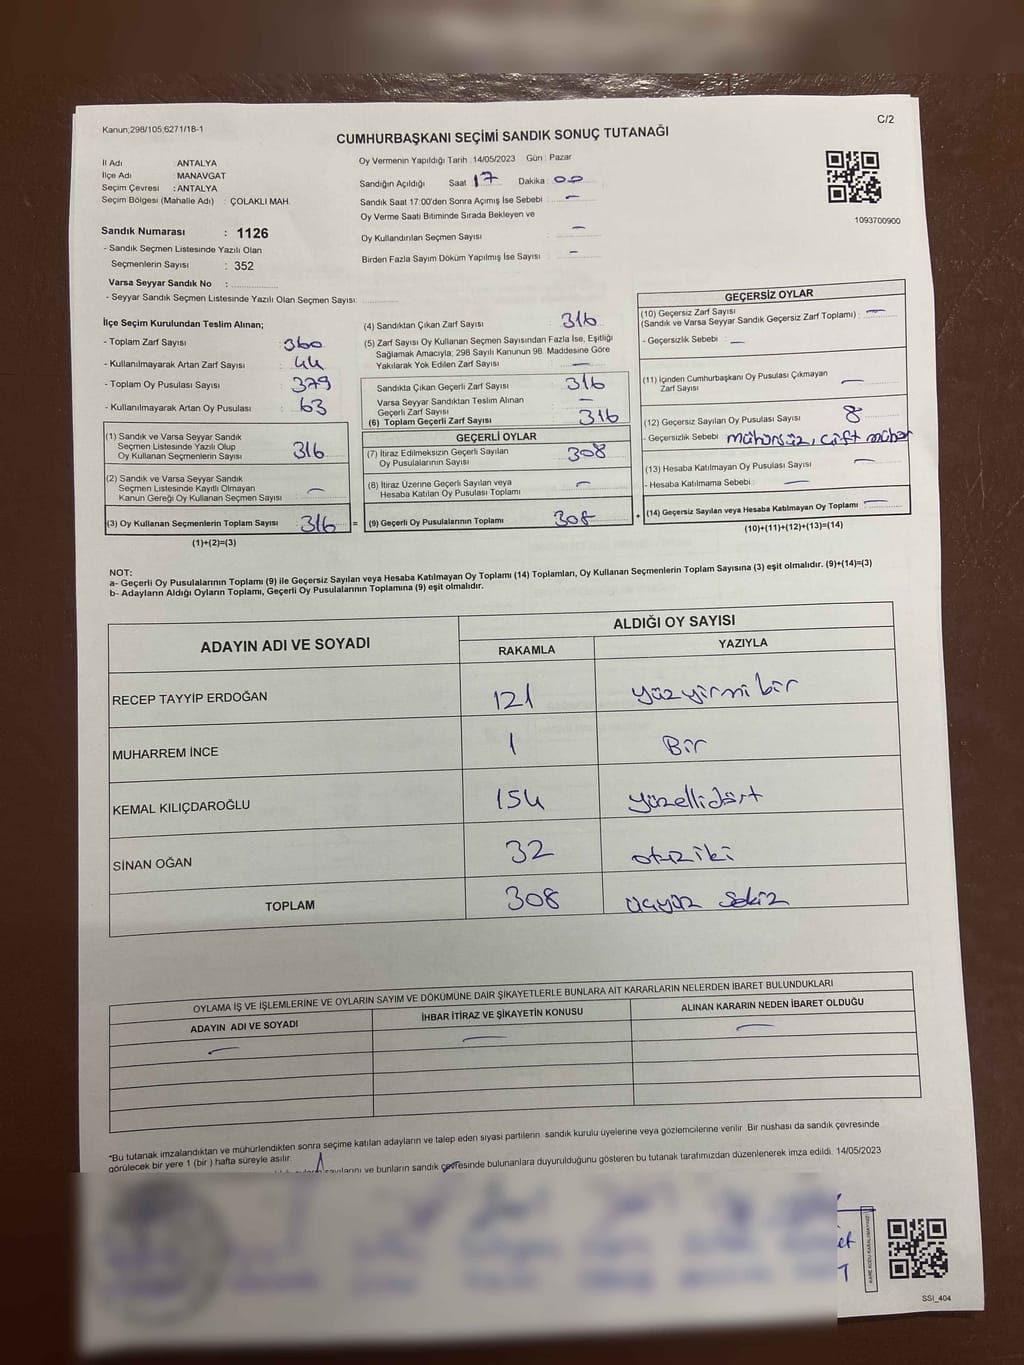 Kanun;298/105;6271/18-1
C/2
CUMHURBAŞKANI SEÇİMİ SANDIK SONUÇ TUTANAĞI
İl Adı : ANTALYA
İlçe Adı : MANAVGAT
Seçim Çevresi : ANTALYA
Seçim Bölgesi (Mahalle Adı) : ÇOLAKLI MAH.
Sandık Numarası : 1126
- Sandık Seçmen Listesinde Yazılı Olan
Seçmenlerin Sayısı : 352
Varsa Seyyar Sandık No :
- Seyyar Sandık Seçmen Listesinde Yazılı Olan Seçmen Sayısı:
Oy Vermenin Yapıldığı Tarih :14/05/2023 Gün : Pazar
Sandığın Açıldığı Saat 17 Dakika : 00
Sandık Saat 17:00'den Sonra Açımış İse Sebebi : —
Oy Verme Saati Bitiminde Sırada Bekleyen ve
Oy Kullandırılan Seçmen Sayısı : —
Birden Fazla Sayım Döküm Yapılmış İse Sayısı : —
1093700900
İlçe Seçim Kurulundan Teslim Alınan;
- Toplam Zarf Sayısı : 360
- Kullanılmayarak Artan Zarf Sayısı : 44
- Toplam Oy Pusulası Sayısı : 379
- Kullanılmayarak Artan Oy Pusulası : 63
(1) Sandık ve Varsa Seyyar Sandık
Seçmen Listesinde Yazılı Olup
Oy Kullanan Seçmenlerin Sayısı : 316
(2) Sandık ve Varsa Seyyar Sandık
Seçmen Listesinde Kayıtlı Olmayan
Kanun Gereği Oy Kullanan Seçmen Sayısı : —
(3) Oy Kullanan Seçmenlerin Toplam Sayısı : 316
(1)+(2)=(3)
(4) Sandıktan Çıkan Zarf Sayısı : 316
(5) Zarf Sayısı Oy Kullanan Seçmen Sayısından Fazla İse, Eşitliği
Sağlamak Amacıyla; 298 Sayılı Kanunun 98. Maddesine Göre
Yakılarak Yok Edilen Zarf Sayısı : —
Sandıkta Çıkan Geçerli Zarf Sayısı : 316
Varsa Seyyar Sandıktan Teslim Alınan
Geçerli Zarf Sayısı : —
(6) Toplam Geçerli Zarf Sayısı : 316
GEÇERLİ OYLAR
(7) İtiraz Edilmeksizin Geçerli Sayılan
Oy Pusulalarının Sayısı : 308
(8) İtiraz Üzerine Geçerli Sayılan veya
Hesaba Katılan Oy Pusulası Toplamı : —
= (9) Geçerli Oy Pusulalarının Toplamı : 308
GEÇERSİZ OYLAR
(10) Geçersiz Zarf Sayısı
(Sandık ve Varsa Seyyar Sandık Geçersiz Zarf Toplamı) : —
- Geçersizlik Sebebi : —
(11) İçinden Cumhurbaşkanı Oy Pusulası Çıkmayan
Zarf Sayısı : —
(12) Geçersiz Sayılan Oy Pusulası Sayısı : 8
- Geçersizlik Sebebi mühürsüz, çift mühür
(13) Hesaba Katılmayan Oy Pusulası Sayısı : —
- Hesaba Katılmama Sebebi : —
+ (14) Geçersiz Sayılan veya Hesaba Katılmayan Oy Toplamı : —
(10)+(11)+(12)+(13)=(14)
NOT:
a- Geçerli Oy Pusulalarının Toplamı (9) ile Geçersiz Sayılan veya Hesaba Katılmayan Oy Toplamı (14) Toplamları, Oy Kullanan Seçmenlerin Toplam Sayısına (3) eşit olmalıdır. (9)+(14)=(3)
b- Adayların Aldığı Oyların Toplamı, Geçerli Oy Pusulalarının Toplamına (9) eşit olmalıdır.
ADAYIN ADI VE SOYADI
ALDIĞI OY SAYISI
RAKAMLA YAZIYLA
RECEP TAYYİP ERDOĞAN 121 yüzyirmi bir
MUHARREM İNCE 1 Bir
KEMAL KILIÇDAROĞLU 154 yüzellidört
SİNAN OĞAN 32 otuziki
TOPLAM 308 üçyüz sekiz
OYLAMA İŞ VE İŞLEMLERİNE VE OYLARIN SAYIM VE DÖKÜMÜNE DAİR ŞİKAYETLERLE BUNLARA AİT KARARLARIN NELERDEN İBARET BULUNDUKLARI
ADAYIN ADI VE SOYADI İHBAR İTİRAZ VE ŞİKAYETİN KONUSU ALINAN KARARIN NEDEN İBARET OLDUĞU
— — —
*Bu tutanak imzalandıktan ve mühürlendikten sonra seçime katılan adayların ve talep eden siyasi partilerin sandık kurulu üyelerine veya gözlemcilerine verilir. Bir nüshası da sandık çevresinde
görülecek bir yere 1 (bir ) hafta süreyle asılır.
sayılarını ve bunların sandık çevresinde bulunanlara duyurulduğunu gösteren bu tutanak tarafımızdan düzenlenerek imza edildi. 14/05/2023
SSI_404